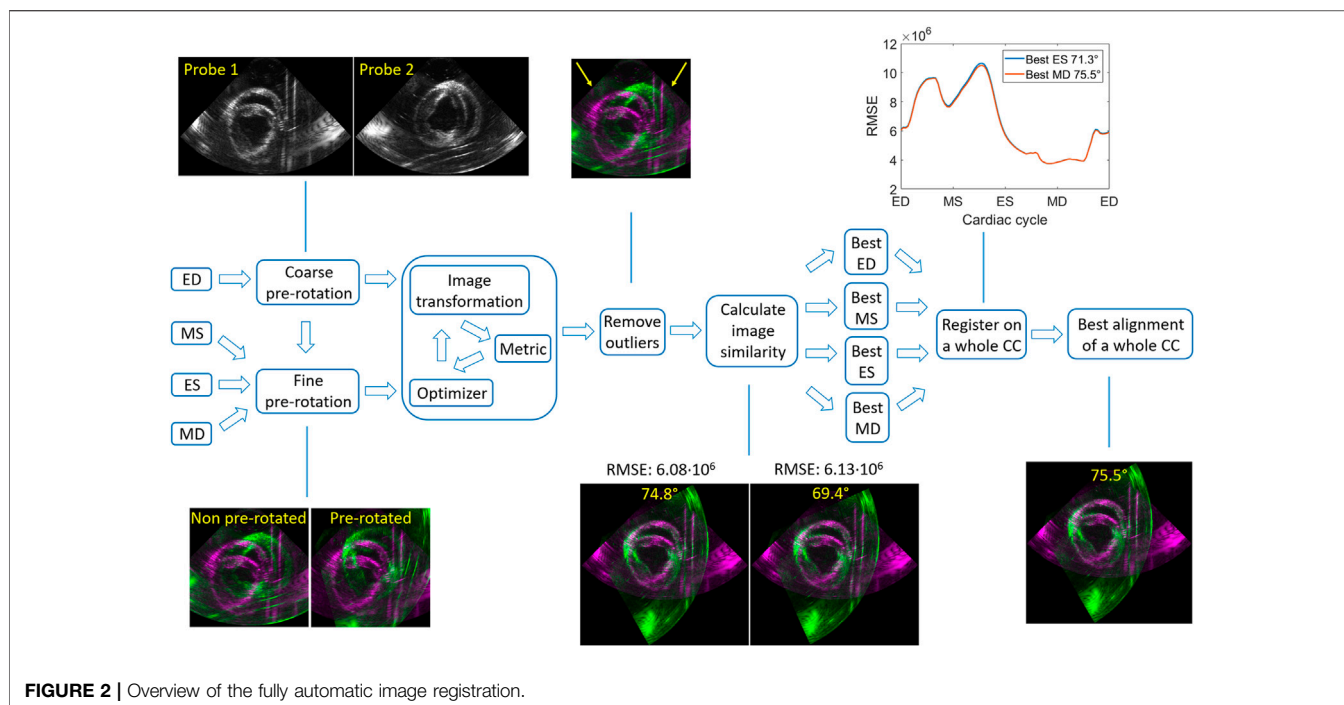 Probe 1
Probe 2
×10⁶
12
10
8
6
4
2
RMSE
Best ES 71.3°
Best MD 75.5°
ED
MS
ES
MD
ED
Cardiac cycle
ED
MS
ES
MD
Coarse
pre-rotation
Fine
pre-rotation
Image
transformation
Metric
Optimizer
Remove
outliers
Calculate
image
similarity
Best
ED
Best
MS
Best
ES
Best
MD
Register on
a whole CC
Best alignment
of a whole CC
Non pre-rotated
Pre-rotated
RMSE: 6.08·10⁶
74.8°
RMSE: 6.13·10⁶
69.4°
75.5°
FIGURE 2 | Overview of the fully automatic image registration.